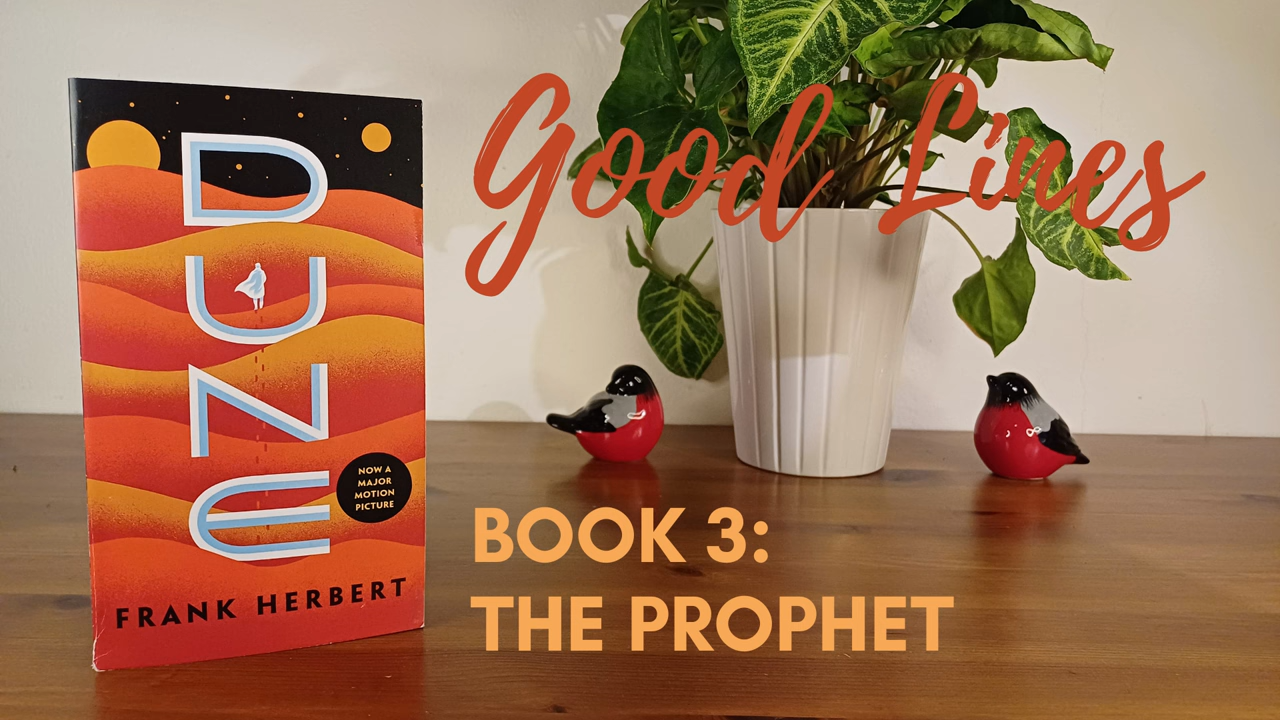 DUNE
NOW A
MAJOR
MOTION
PICTURE
FRANK HERBERT
Good Lines
BOOK 3:
THE PROPHET